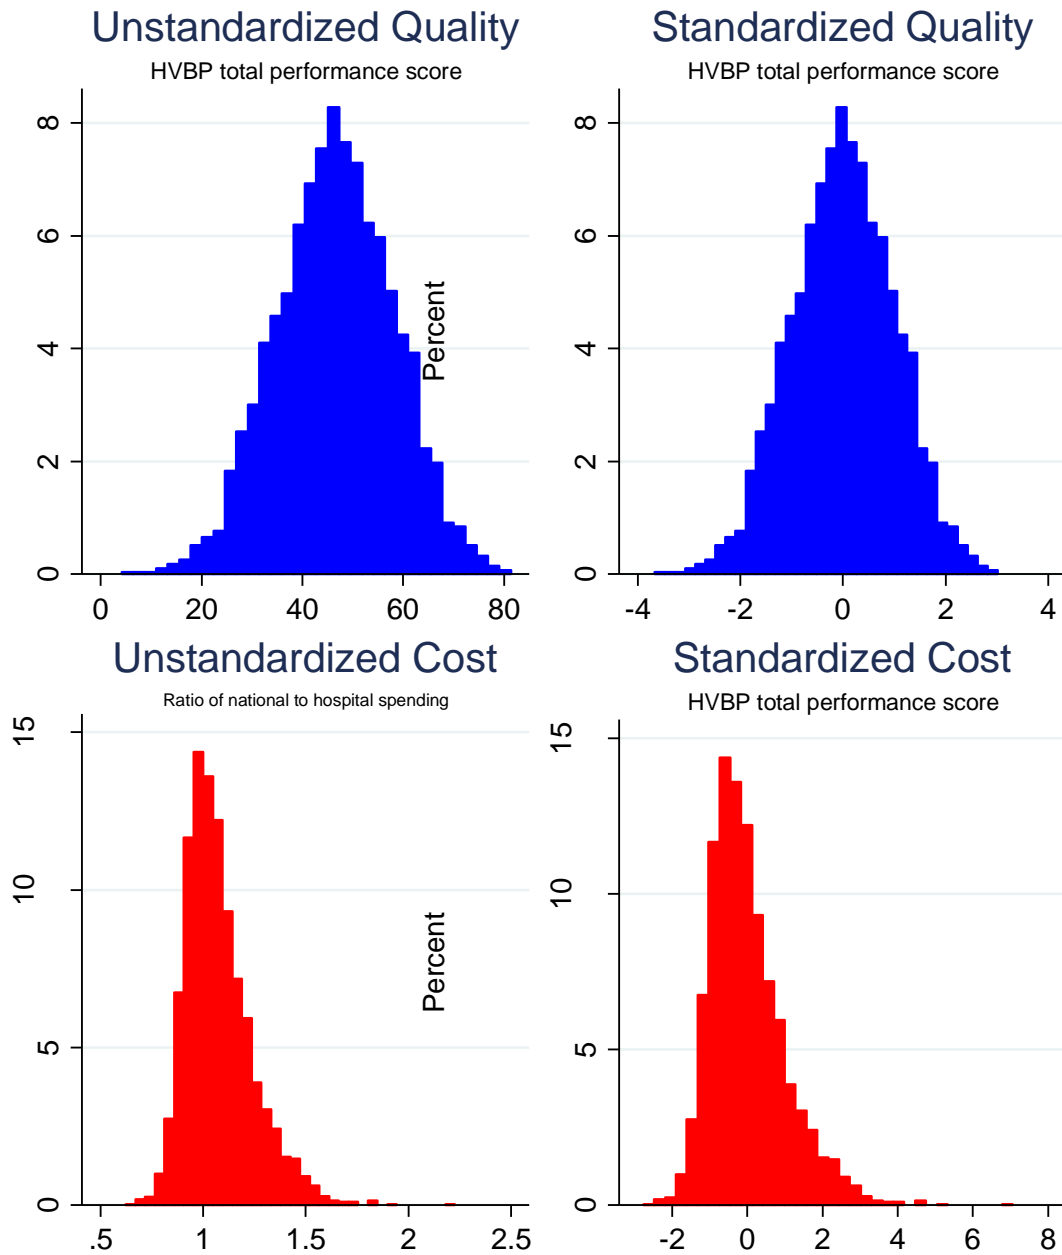 Unstandardized Quality
HVBP total performance score
8
6
4
2
0
Percent
0 20 40 60 80
Standardized Quality
HVBP total performance score
8
6
4
2
0
-4 -2 0 2 4
Unstandardized Cost
Ratio of national to hospital spending
15
10
5
0
Percent
.5 1 1.5 2 2.5
Standardized Cost
HVBP total performance score
15
10
5
0
-2 0 2 4 6 8